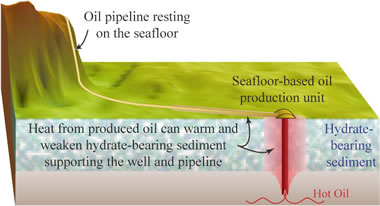 Oil pipeline resting
on the seafloor
Seafloor-based oil
production unit
Heat from produced oil can warm and
weaken hydrate-bearing sediment
supporting the well and pipeline
Hydrate-
bearing
sediment
Hot Oil